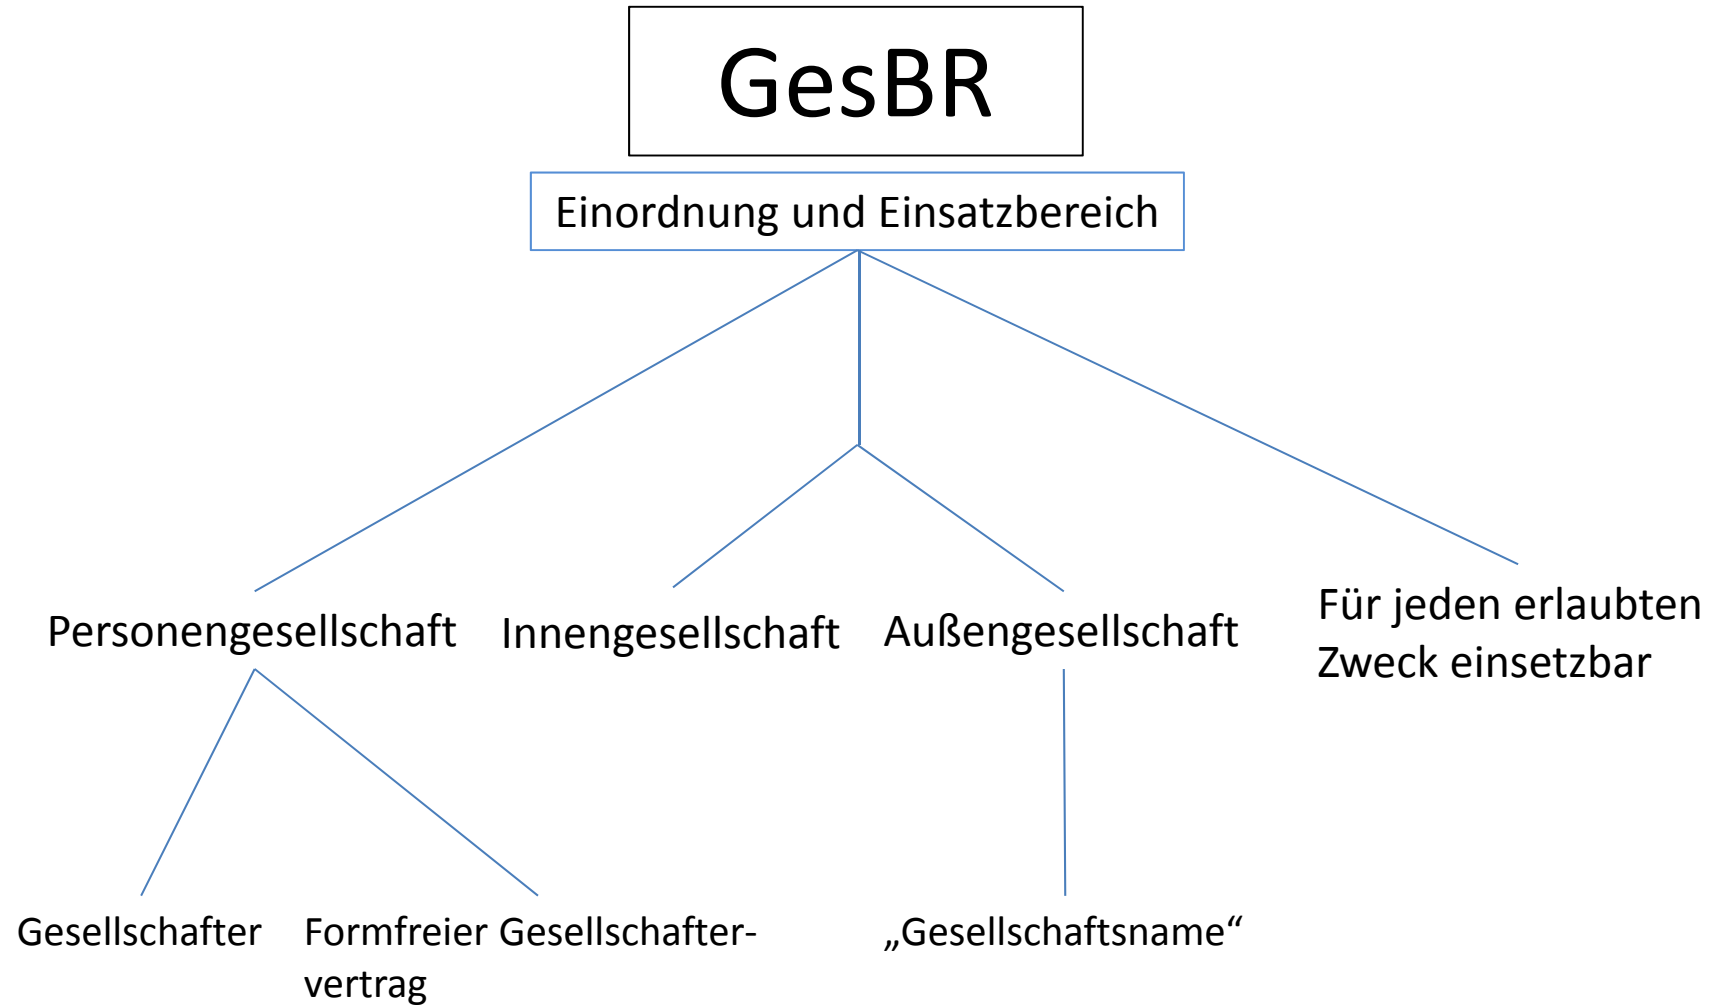 GesBR
Einordnung und Einsatzbereich
Personengesellschaft
Innengesellschaft
Außengesellschaft
Für jeden erlaubten
Zweck einsetzbar
Gesellschafter
Formfreier Gesellschafter-
vertrag
„Gesellschaftsname“